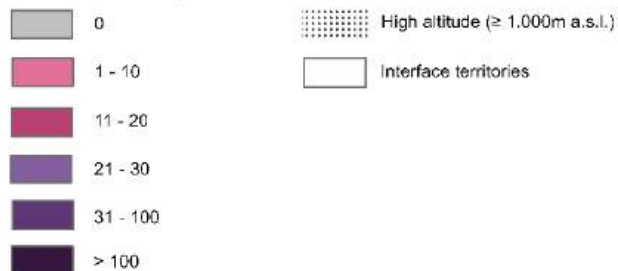 0
High altitude (≥ 1.000m a.s.l.)
1 - 10
Interface territories
11 - 20
21 - 30
31 - 100
> 100